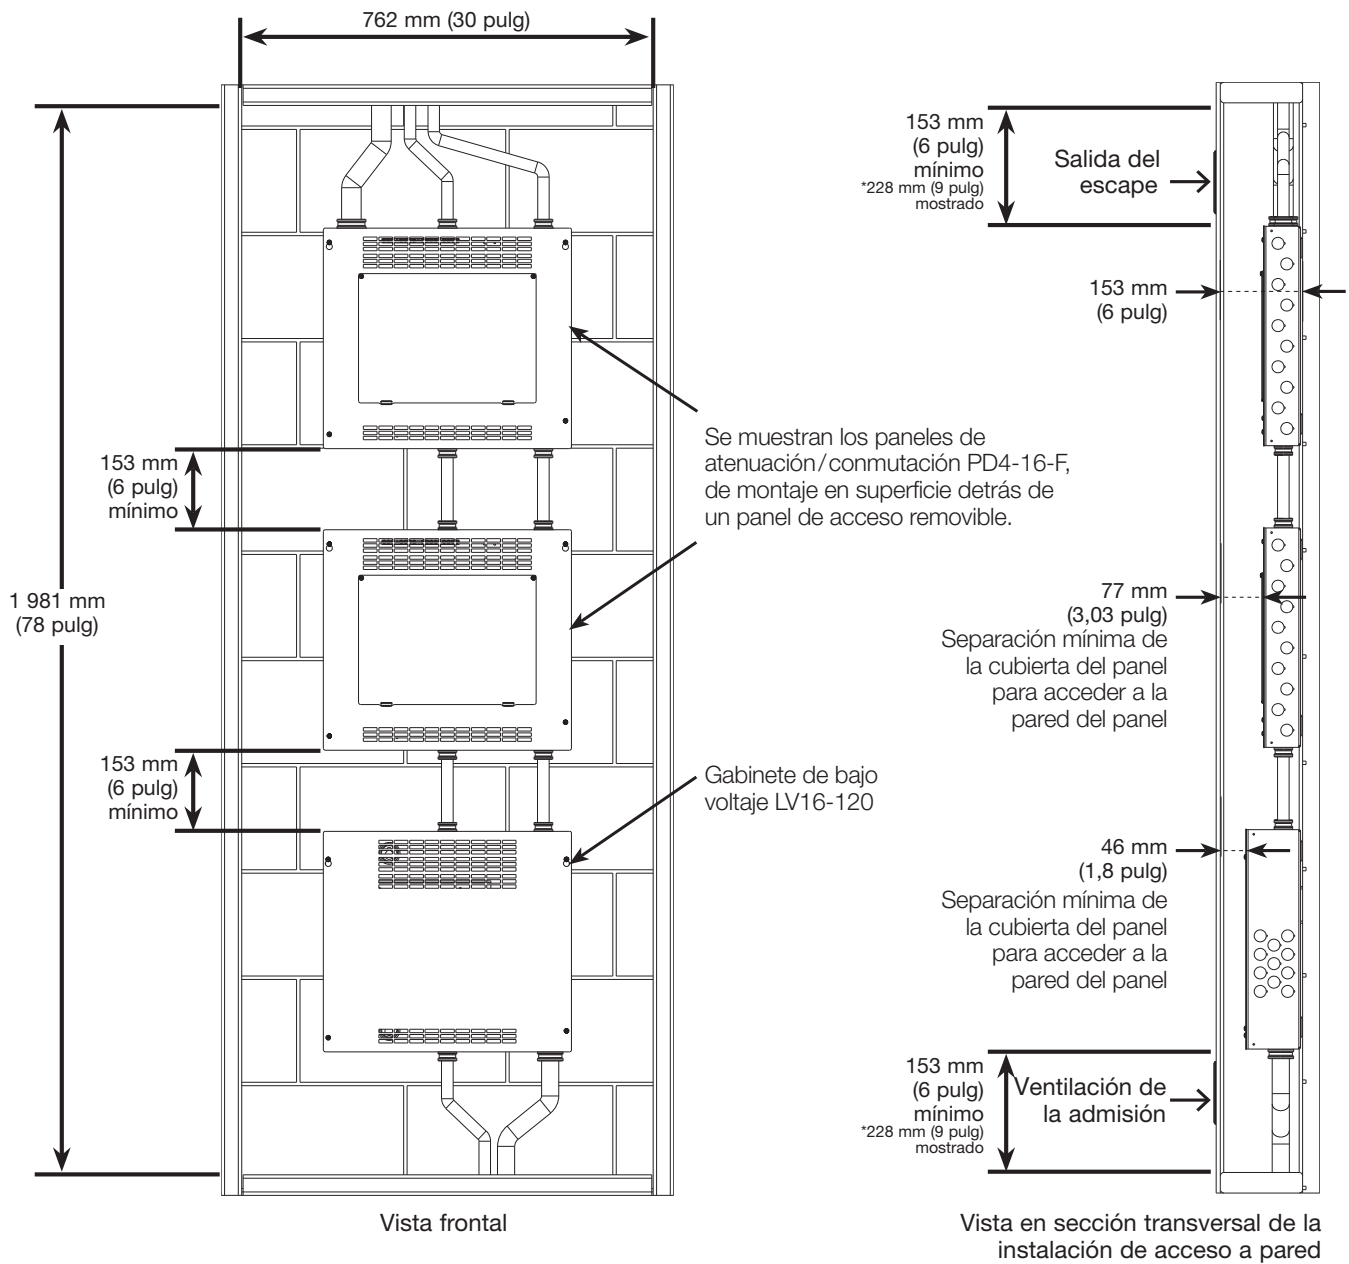 762 mm (30 pulg)
153 mm
(6 pulg)
mínimo
*228 mm (9 pulg)
mostrado
Salida del
escape
153 mm
(6 pulg)
Se muestran los paneles de
atenuación/conmutación PD4-16-F,
de montaje en superficie detrás de
un panel de acceso removible.
153 mm
(6 pulg)
mínimo
1 981 mm
(78 pulg)
77 mm
(3,03 pulg)
Separación mínima de
la cubierta del panel
para acceder a la
pared del panel
153 mm
(6 pulg)
mínimo
Gabinete de bajo
voltaje LV16-120
46 mm
(1,8 pulg)
Separación mínima de
la cubierta del panel
para acceder a la
pared del panel
153 mm
(6 pulg)
mínimo
*228 mm (9 pulg)
mostrado
Ventilación de
la admisión
Vista frontal
Vista en sección transversal de la
instalación de acceso a pared